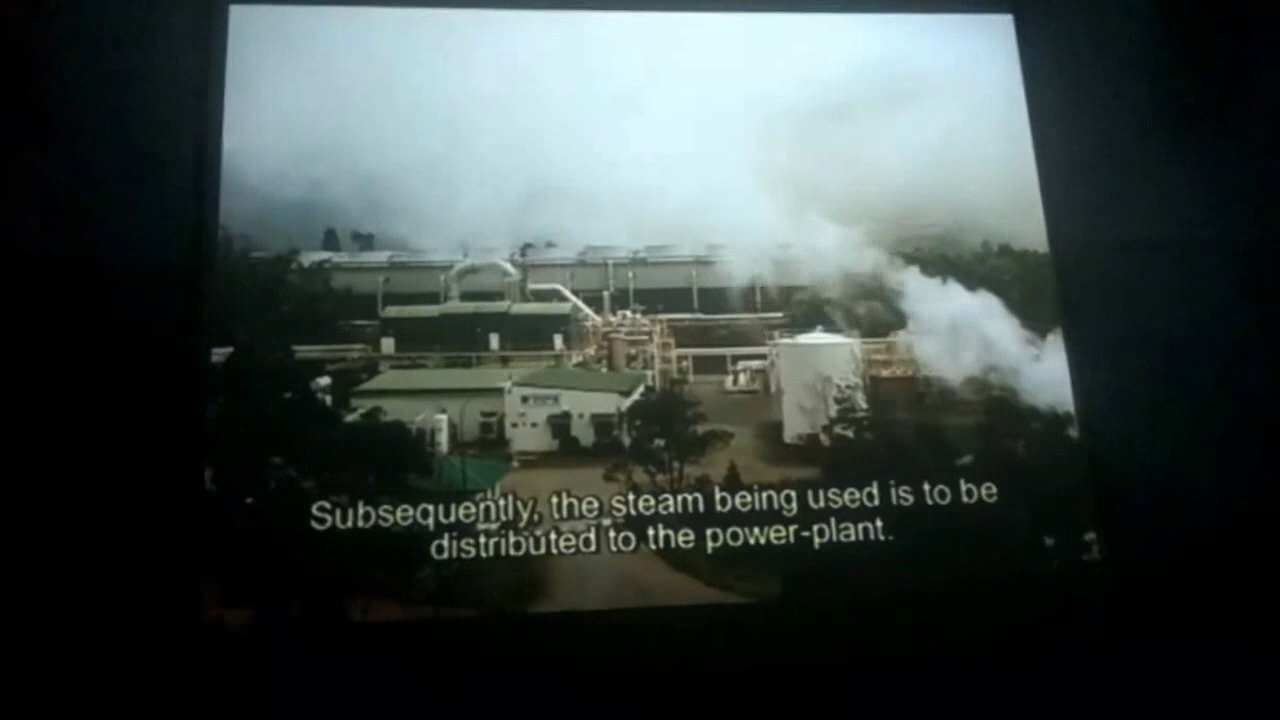 Subsequently, the steam being used is to be
distributed to the power-plant.